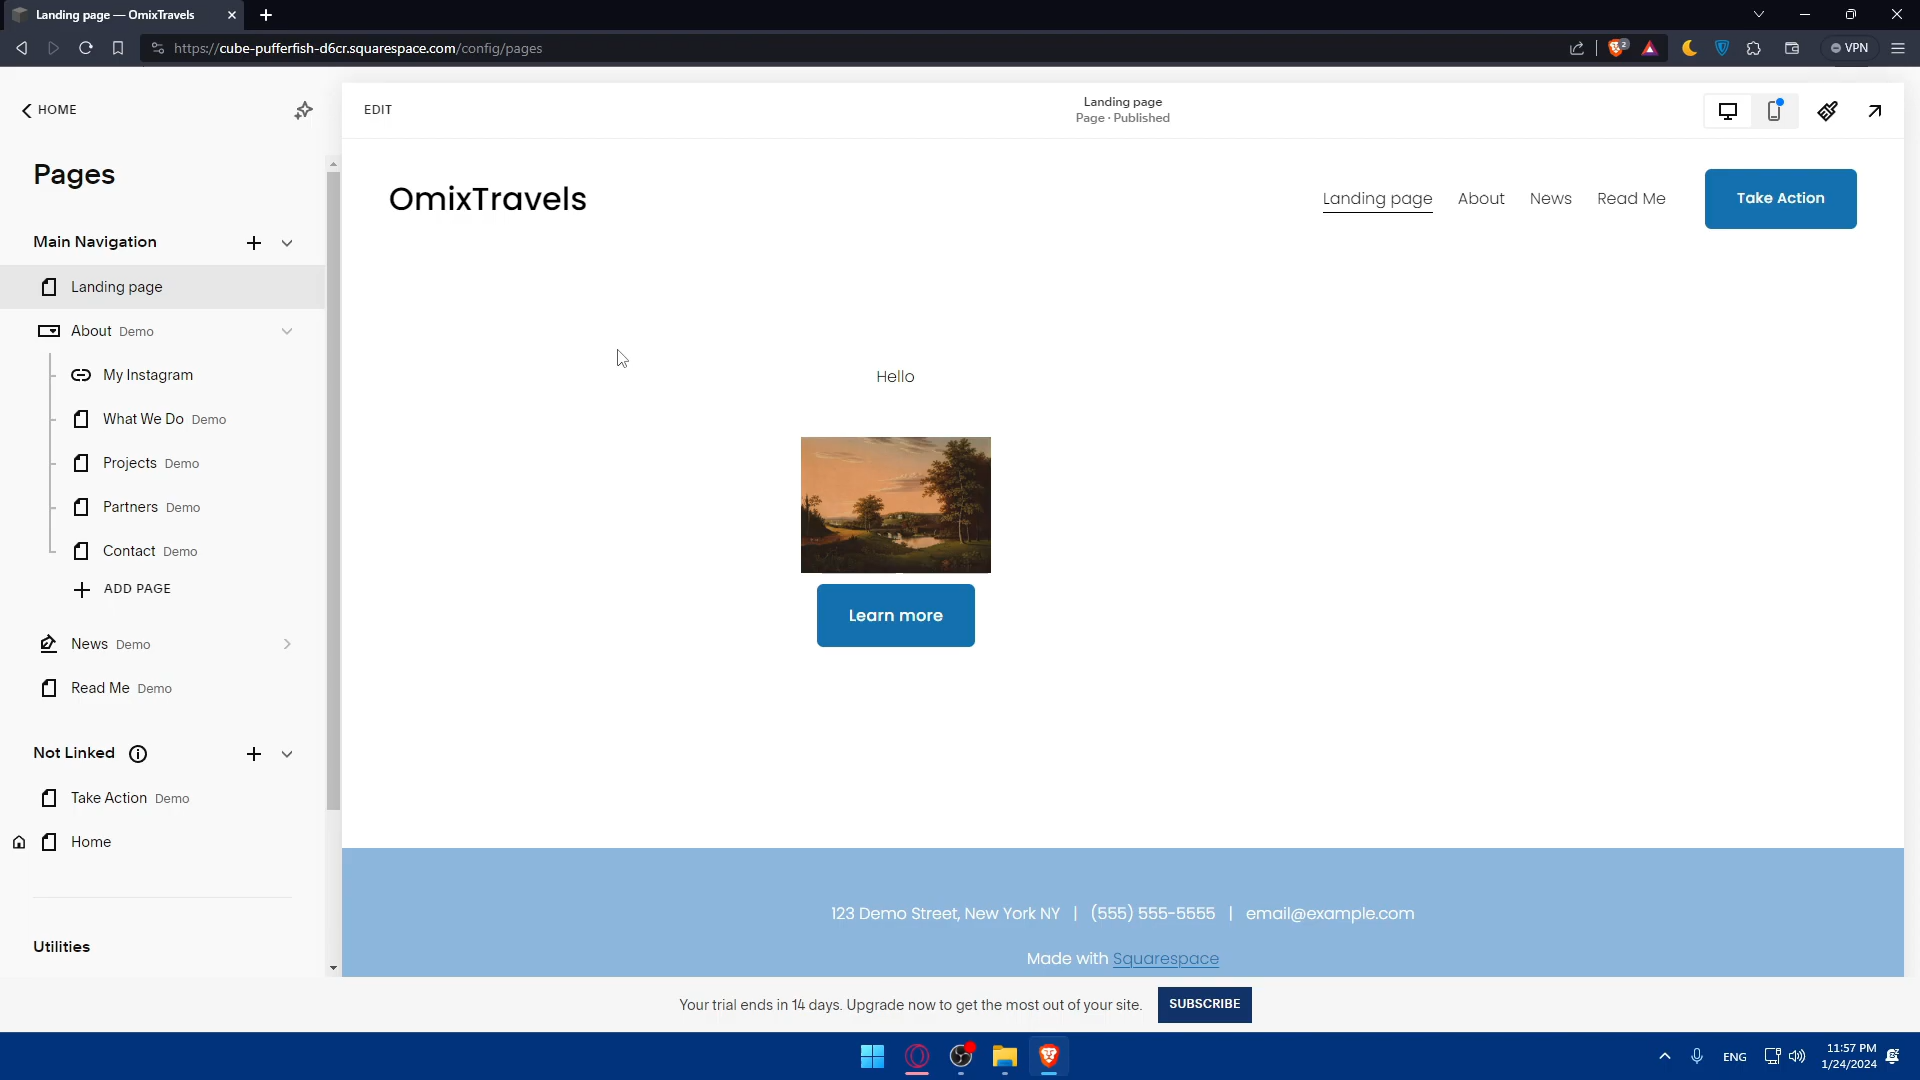 Landing page — OmixTravels
https://cube-pufferfish-d6cr.squarespace.com/config/pages
2
VPN
HOME
EDIT
Landing page
Page · Published
Pages
OmixTravels
Landing page
About
News
Read Me
Take Action
Main Navigation
Landing page
About Demo
My Instagram
Hello
What We Do Demo
Projects Demo
Partners Demo
Contact Demo
ADD PAGE
Learn more
News Demo
Read Me Demo
Not Linked
Take Action Demo
Home
123 Demo Street, New York NY | (555) 555-5555 | email@example.com
Utilities
Made with Squarespace
Your trial ends in 14 days. Upgrade now to get the most out of your site.
SUBSCRIBE
ENG
11:57 PM
1/24/2024